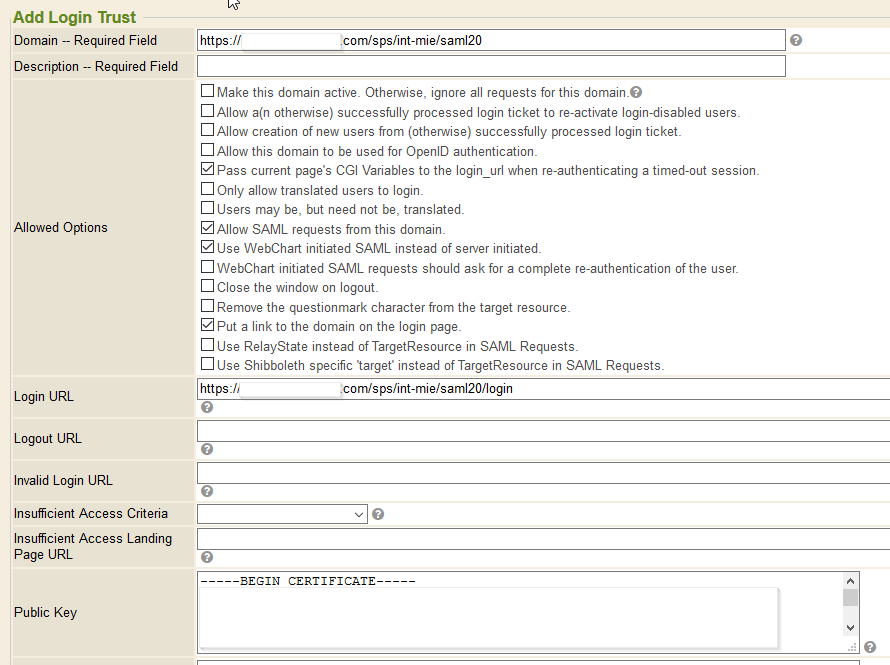 Add Login Trust
Domain -- Required Field
https:// .com/sps/int-mie/saml20
Description -- Required Field
Allowed Options
Make this domain active. Otherwise, ignore all requests for this domain.
Allow a(n otherwise) successfully processed login ticket to re-activate login-disabled users.
Allow creation of new users from (otherwise) successfully processed login ticket.
Allow this domain to be used for OpenID authentication.
Pass current page's CGI Variables to the login_url when re-authenticating a timed-out session.
Only allow translated users to login.
Users may be, but need not be, translated.
Allow SAML requests from this domain.
Use WebChart initiated SAML instead of server initiated.
WebChart initiated SAML requests should ask for a complete re-authentication of the user.
Close the window on logout.
Remove the questionmark character from the target resource.
Put a link to the domain on the login page.
Use RelayState instead of TargetResource in SAML Requests.
Use Shibboleth specific 'target' instead of TargetResource in SAML Requests.
Login URL
https:// .com/sps/int-mie/saml20/login
Logout URL
Invalid Login URL
Insufficient Access Criteria
Insufficient Access Landing
Page URL
Public Key
-----BEGIN CERTIFICATE-----